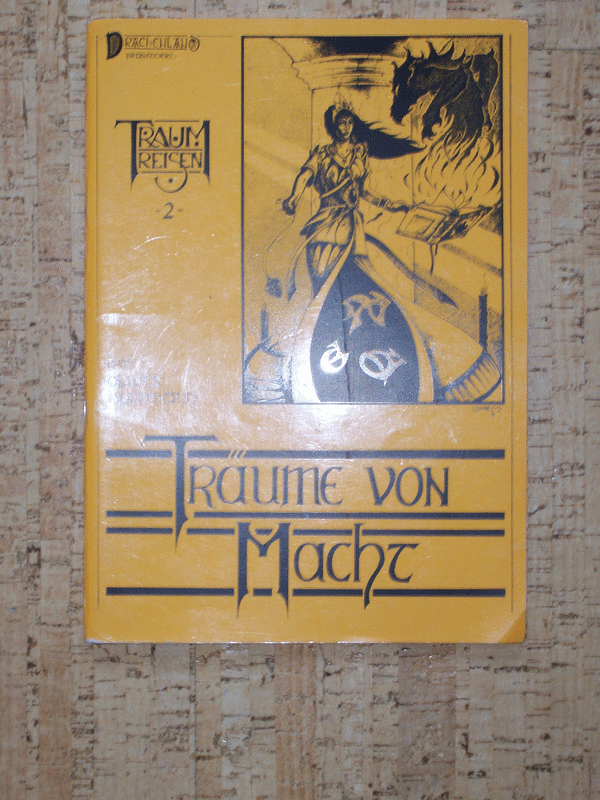 DRACHENLAND
PRÄSENTIERT:
TRAUM
REISEN
-2-
TRÄUME VON
MACHT